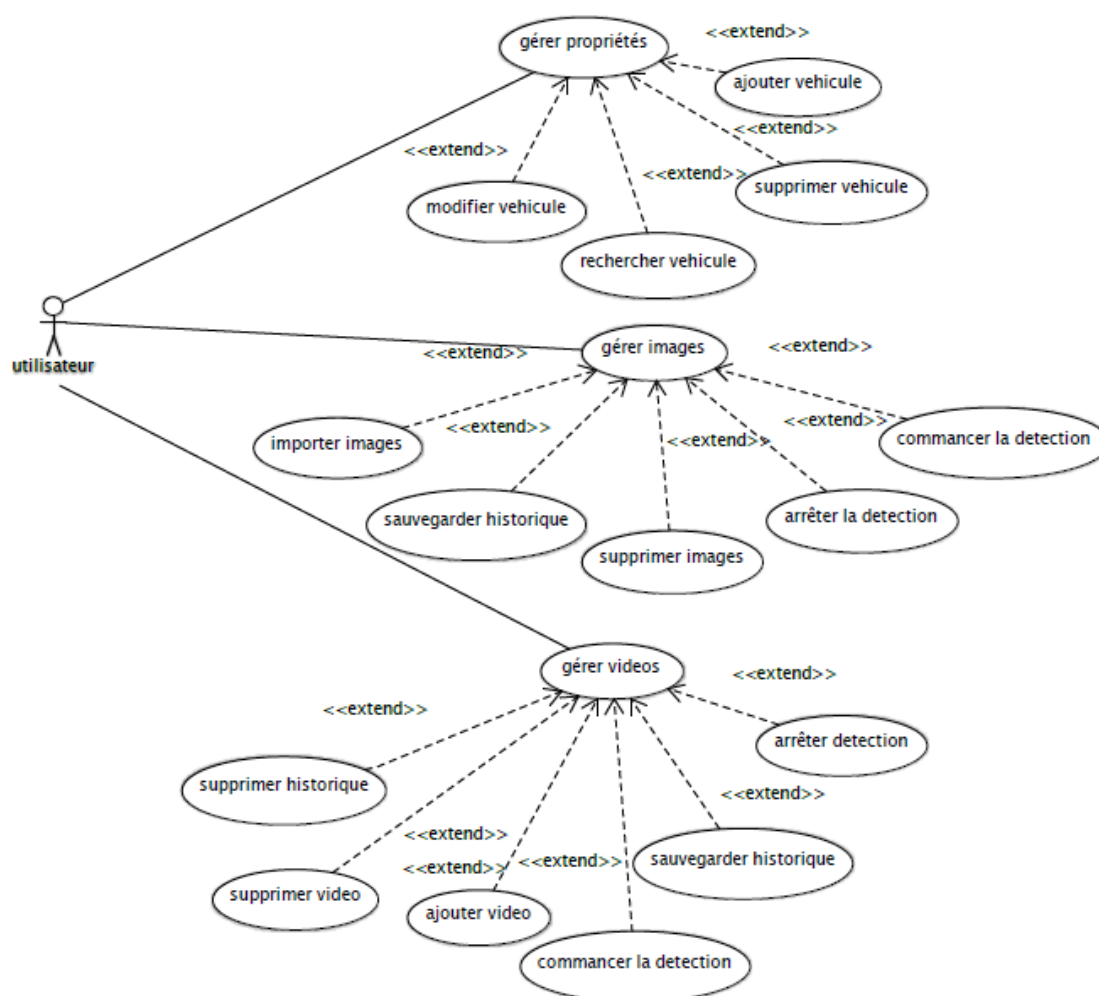 gérer propriétés
<<extend>>
ajouter vehicule
<<extend>>
<<extend>>
<<extend>>
supprimer vehicule
modifier vehicule
rechercher vehicule
utilisateur
gérer images
<<extend>>
<<extend>>
importer images
<<extend>>
<<extend>>
<<extend>>
commancer la detection
sauvegarder historique
arrêter la detection
supprimer images
gérer videos
<<extend>>
<<extend>>
arrêter detection
supprimer historique
<<extend>>
<<extend>>
<<extend>>
<<extend>>
sauvegarder historique
supprimer video
ajouter video
commancer la detection